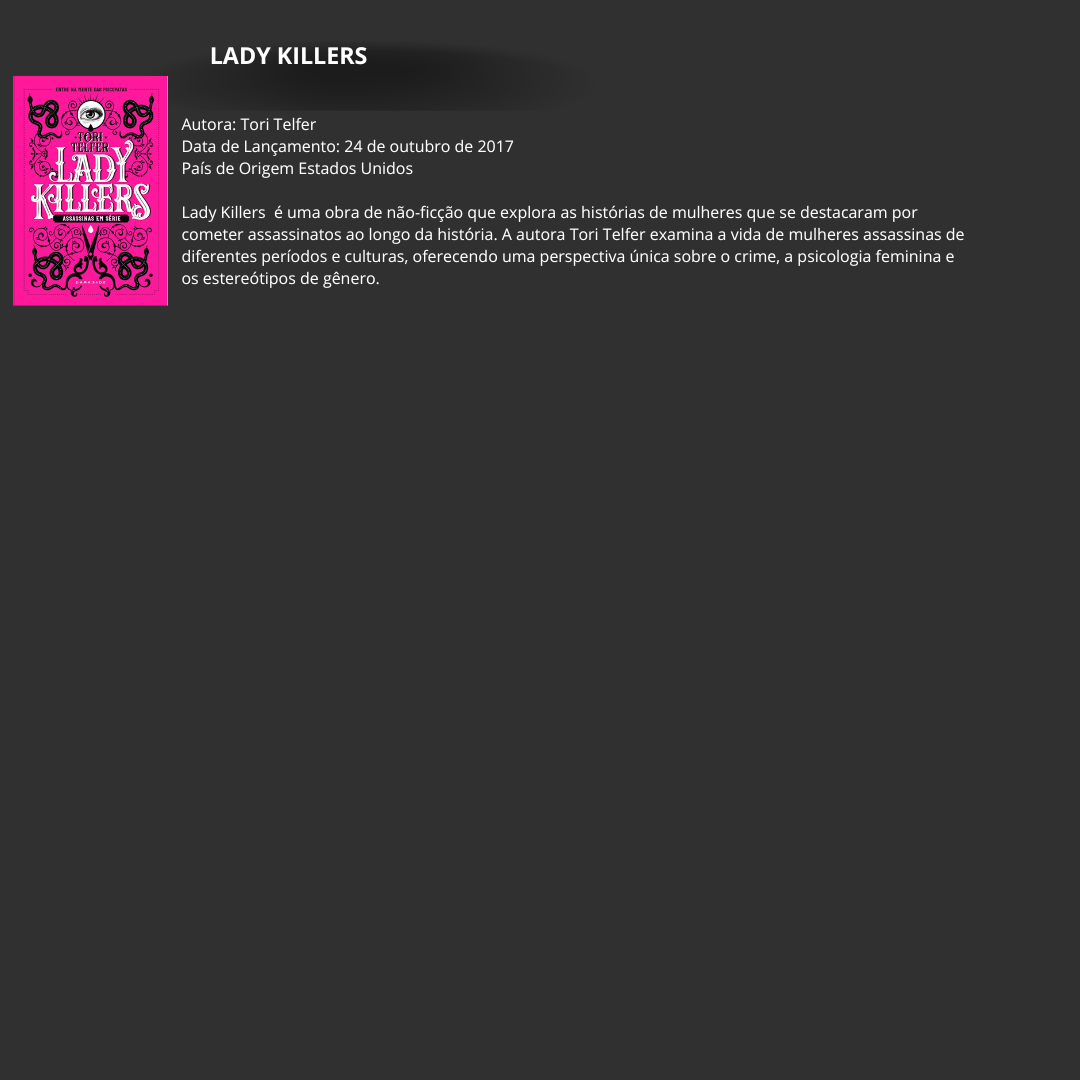 LADY KILLERS
ENTRE NA MENTE DAS PSICOPATAS
TORI
TELFER
LADY
KILLERS
ASSASSINAS EM SÉRIE
DARKSIDE
Autora: Tori Telfer
Data de Lançamento: 24 de outubro de 2017
País de Origem Estados Unidos
Lady Killers  é uma obra de não-ficção que explora as histórias de mulheres que se destacaram por
cometer assassinatos ao longo da história. A autora Tori Telfer examina a vida de mulheres assassinas de
diferentes períodos e culturas, oferecendo uma perspectiva única sobre o crime, a psicologia feminina e
os estereótipos de gênero.